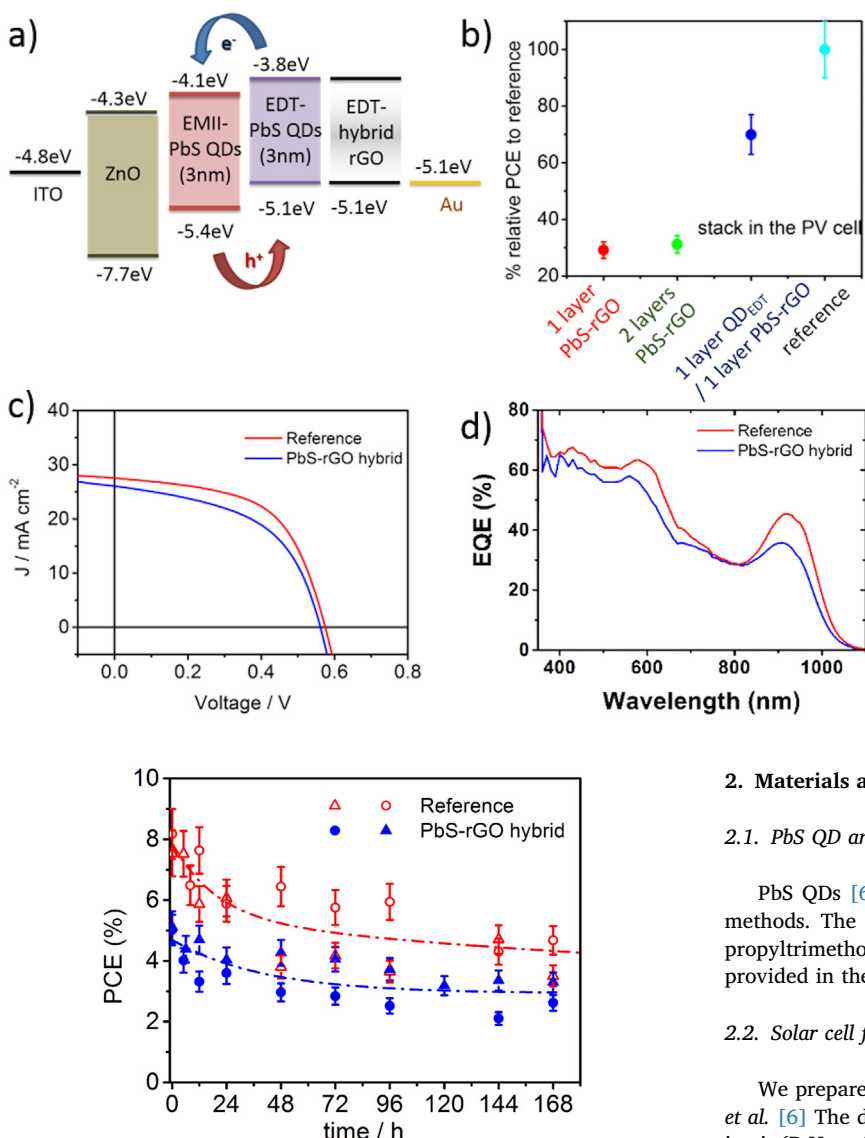 a)
e-
-4.1eV
-3.8eV
-4.3eV
-4.8eV
ITO
ZnO
EMII-
PbS QDs
(3nm)
EDT-
PbS QDs
(3nm)
EDT-
hybrid
rGO
-5.1eV
Au
-5.1eV
-5.1eV
-5.4eV
h+
-7.7eV
b)
% relative PCE to reference
100
80
60
40
20
stack in the PV cell
1 layer
PbS-rGO
2 layers
PbS-rGO
1 layer QDEDT
/ 1 layer PbS-rGO
reference
c)
J / mA cm-2
40
30
20
10
0
Reference
PbS-rGO hybrid
0.0 0.2 0.4 0.6 0.8
Voltage / V
d)
EQE (%)
80
60
40
20
0
Reference
PbS-rGO hybrid
400 600 800 1000
Wavelength (nm)
PCE (%)
10
8
6
4
2
0
Reference
PbS-rGO hybrid
0 24 48 72 96 120 144 168
time / h
2. Materials a
2.1. PbS QD an
PbS QDs [6
methods. The
propyltrimetho
provided in the
2.2. Solar cell f
We prepare
et al. [6] The d